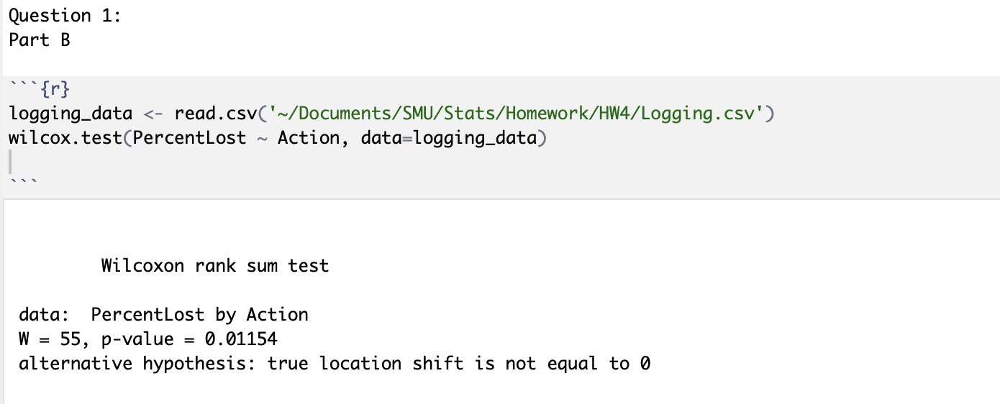 Question 1:
Part B
```{r}
logging_data <- read.csv('~/Documents/SMU/Stats/Homework/HW4/Logging.csv')
wilcox.test(PercentLost ~ Action, data=logging_data)
```
Wilcoxon rank sum test
data:  PercentLost by Action
W = 55, p-value = 0.01154
alternative hypothesis: true location shift is not equal to 0